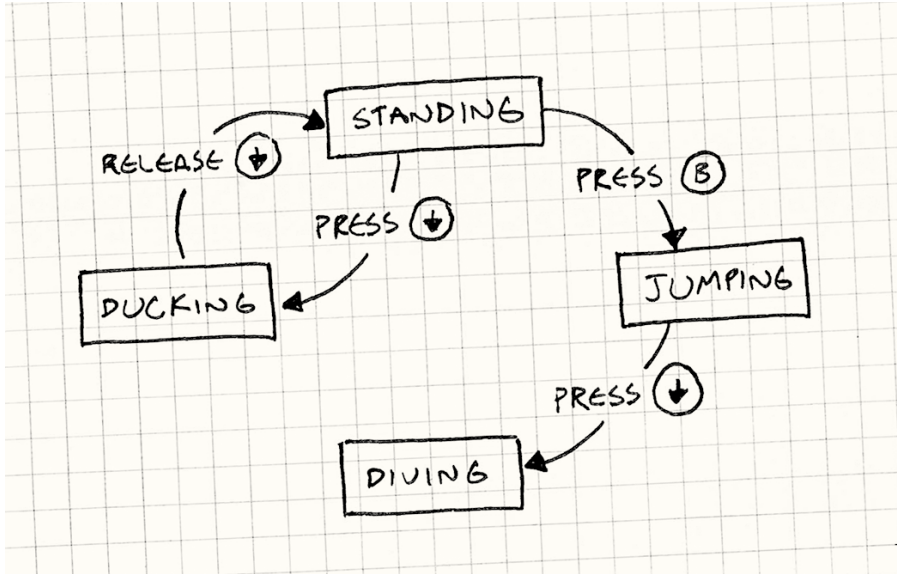 STANDING
RELEASE ↓
PRESS B
PRESS ↓
DUCKING
JUMPING
PRESS ↓
DIVING